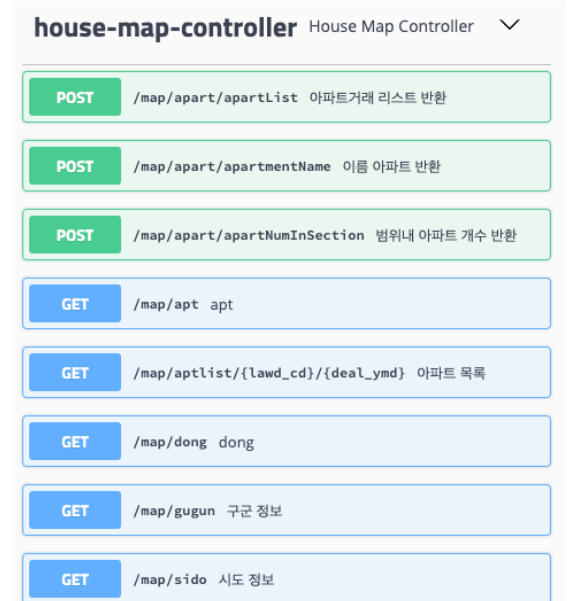 house-map-controller House Map Controller
POST /map/apart/apartList 아파트거래 리스트 반환
POST /map/apart/apartmentName 이름 아파트 반환
POST /map/apart/apartNumInSection 범위내 아파트 개수 반환
GET /map/apt apt
GET /map/aptlist/{lawd_cd}/{deal_ymd} 아파트 목록
GET /map/dong dong
GET /map/gugun 구군 정보
GET /map/sido 시도 정보